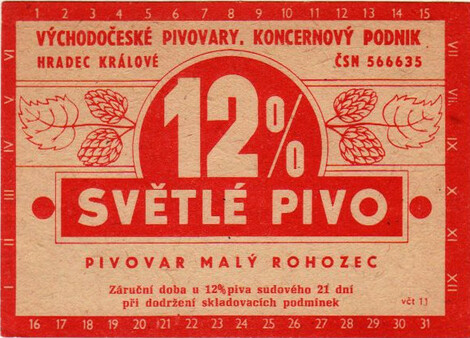 1 2 3 4 5 6 7 8 9 10 11 12 13 14 15
VÝCHODOČESKÉ PIVOVARY, KONCERNOVÝ PODNIK
HRADEC KRÁLOVÉ ČSN 566635
12%
SVĚTLÉ PIVO
PIVOVAR MALÝ ROHOZEC
Záruční doba u 12% piva sudového 21 dní
při dodržení skladovacích podmínek
včt 11
I II III IV V VI
VII VIII IX X XI XII
16 17 18 19 20 21 22 23 24 25 26 27 28 29 30 31